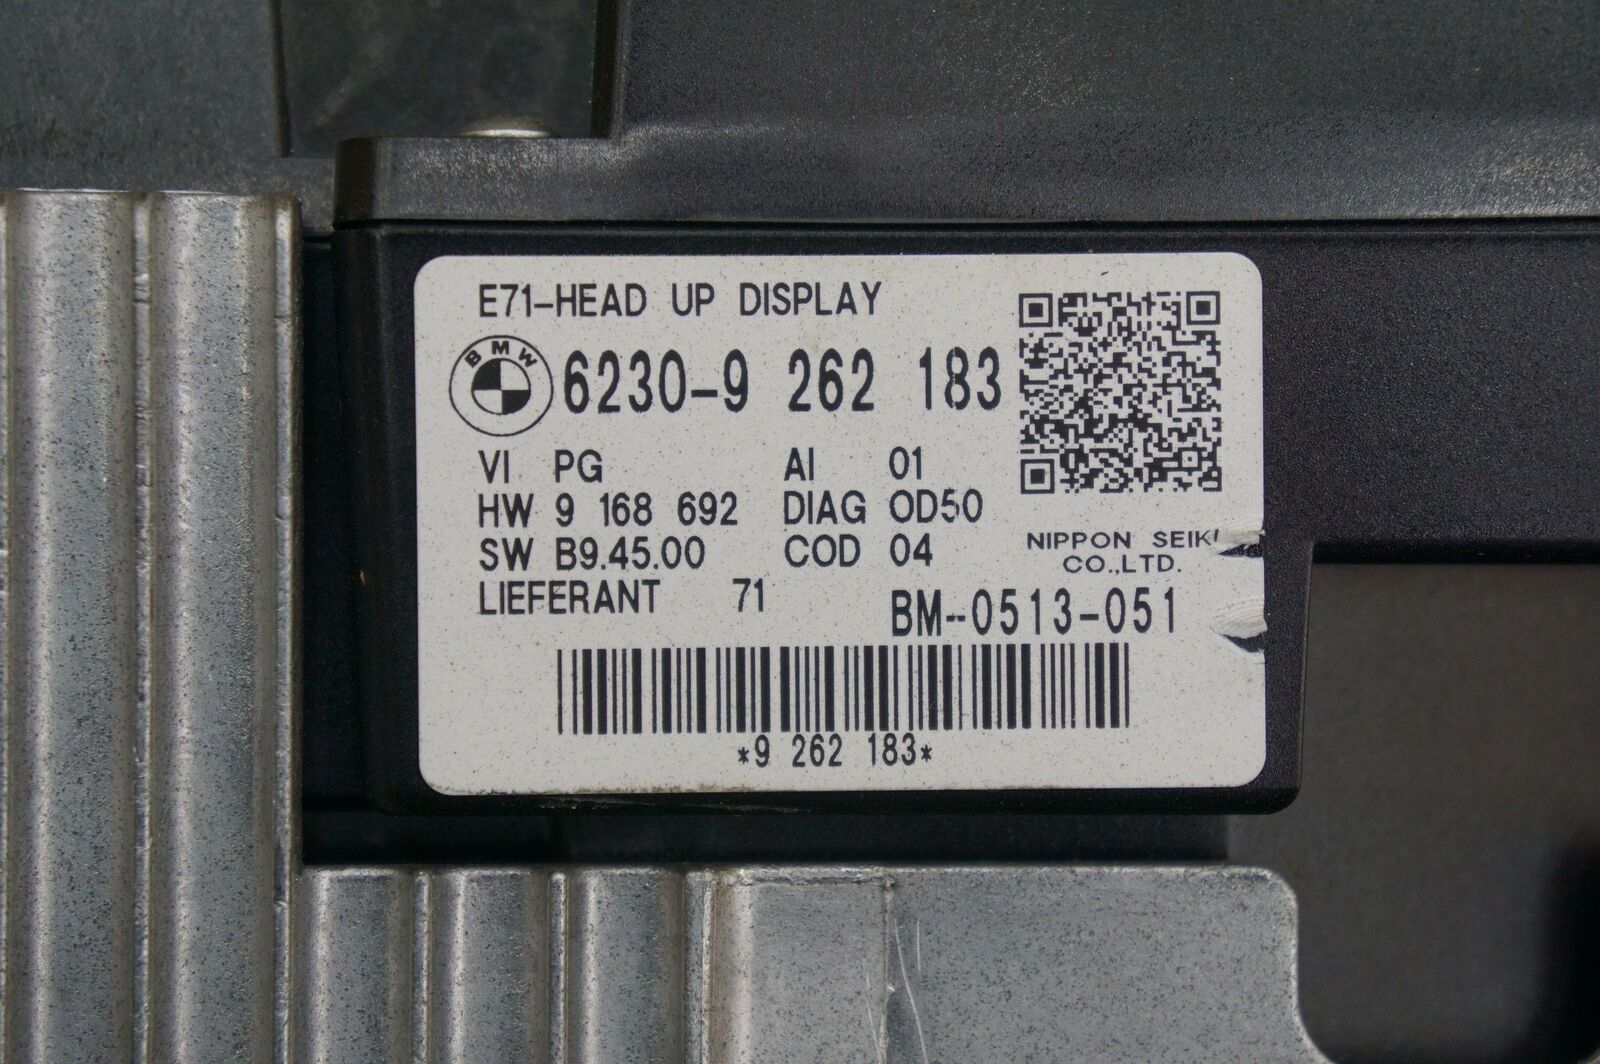 E71-HEAD UP DISPLAY
BMW
6230-9 262 183
VI PG AI 01
HW 9 168 692 DIAG 0D50
SW B9.45.00 COD 04
NIPPON SEIKI
CO.,LTD.
LIEFERANT 71
BM-0513-051
*9 262 183*